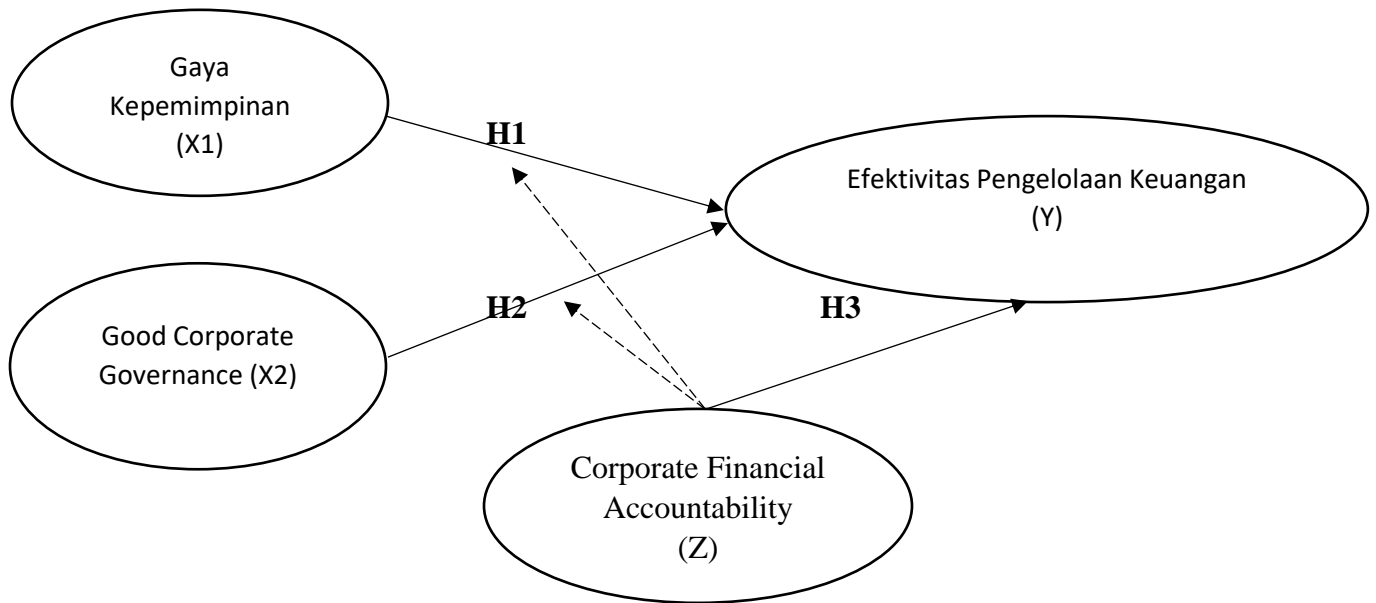 Gaya
Kepemimpinan
(X1)
H1
Efektivitas Pengelolaan Keuangan
(Y)
Good Corporate
Governance (X2)
H2
H3
Corporate Financial
Accountability
(Z)